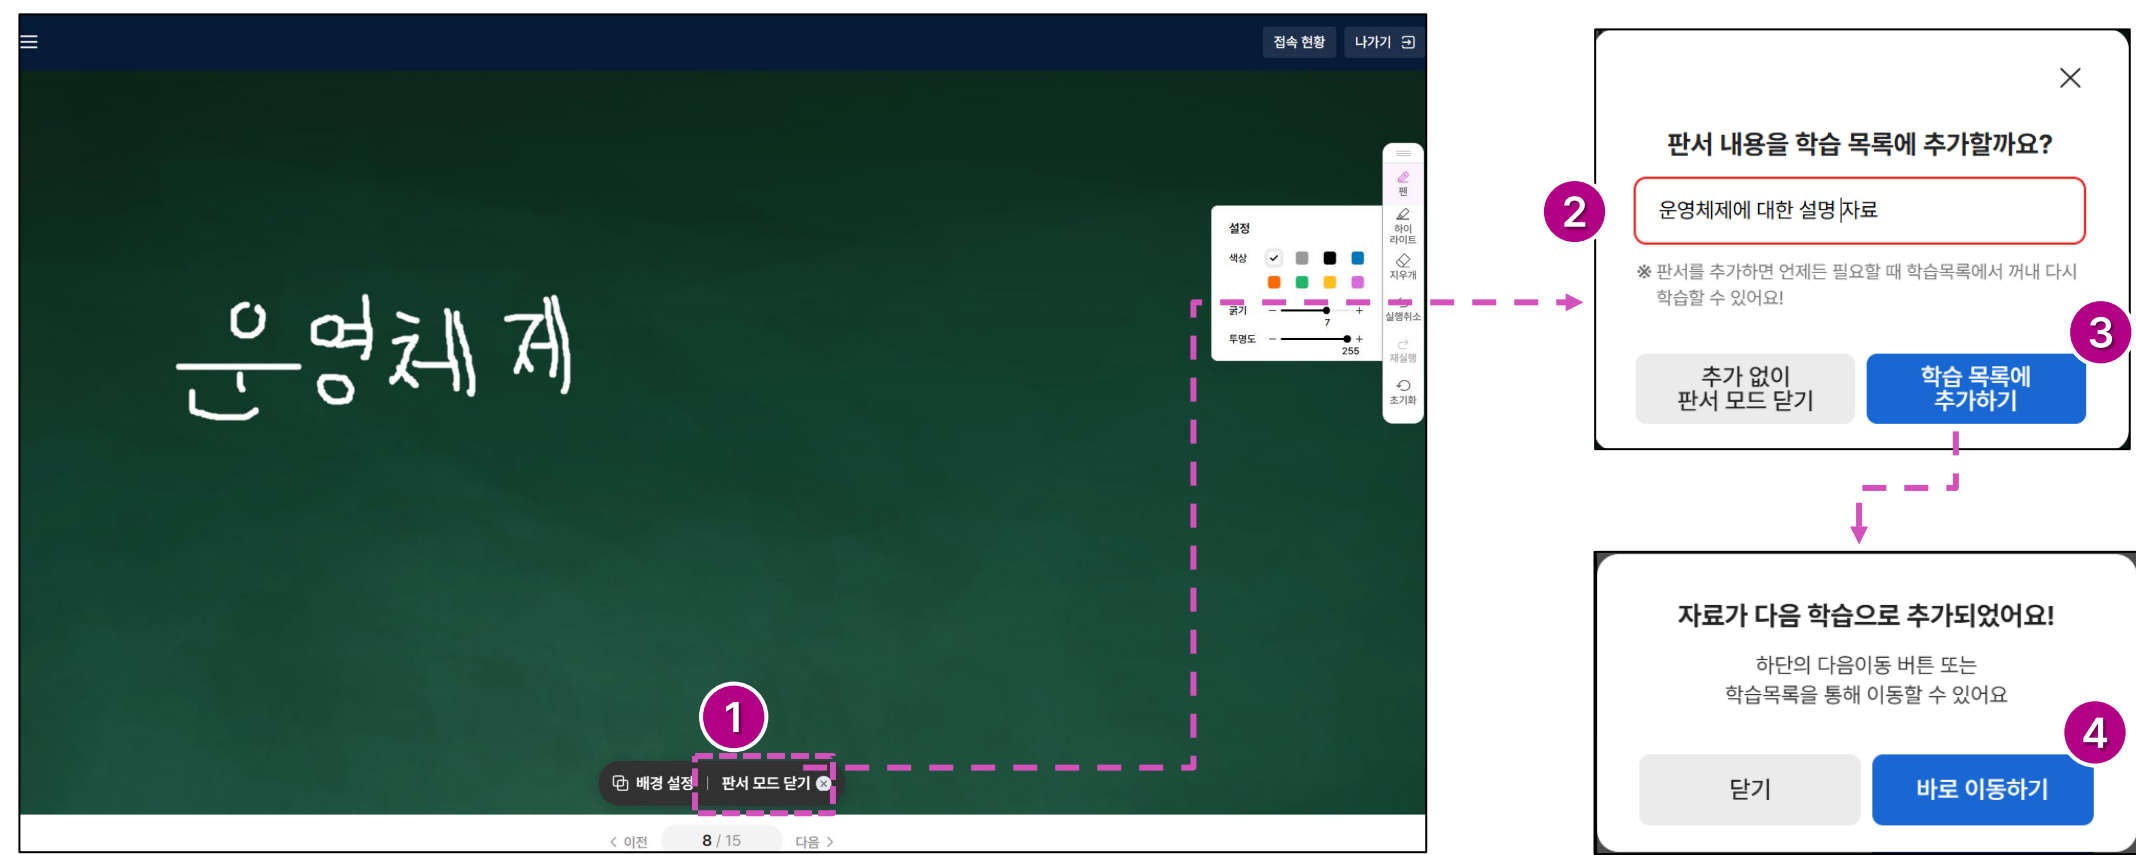 접속 현황
나가기
펜
하이
라이트
지우개
실행취소
재실행
초기화
설정
색상
굵기
- +
7
투명도
- +
255
운영체제
1
배경 설정 | 판서 모드 닫기
< 이전 8 / 15 다음 >
판서 내용을 학습 목록에 추가할까요?
2
운영체제에 대한 설명 자료
※ 판서를 추가하면 언제든 필요할 때 학습목록에서 꺼내 다시
학습할 수 있어요!
3
추가 없이
판서 모드 닫기
학습 목록에
추가하기
자료가 다음 학습으로 추가되었어요!
하단의 다음이동 버튼 또는
학습목록을 통해 이동할 수 있어요
4
닫기
바로 이동하기